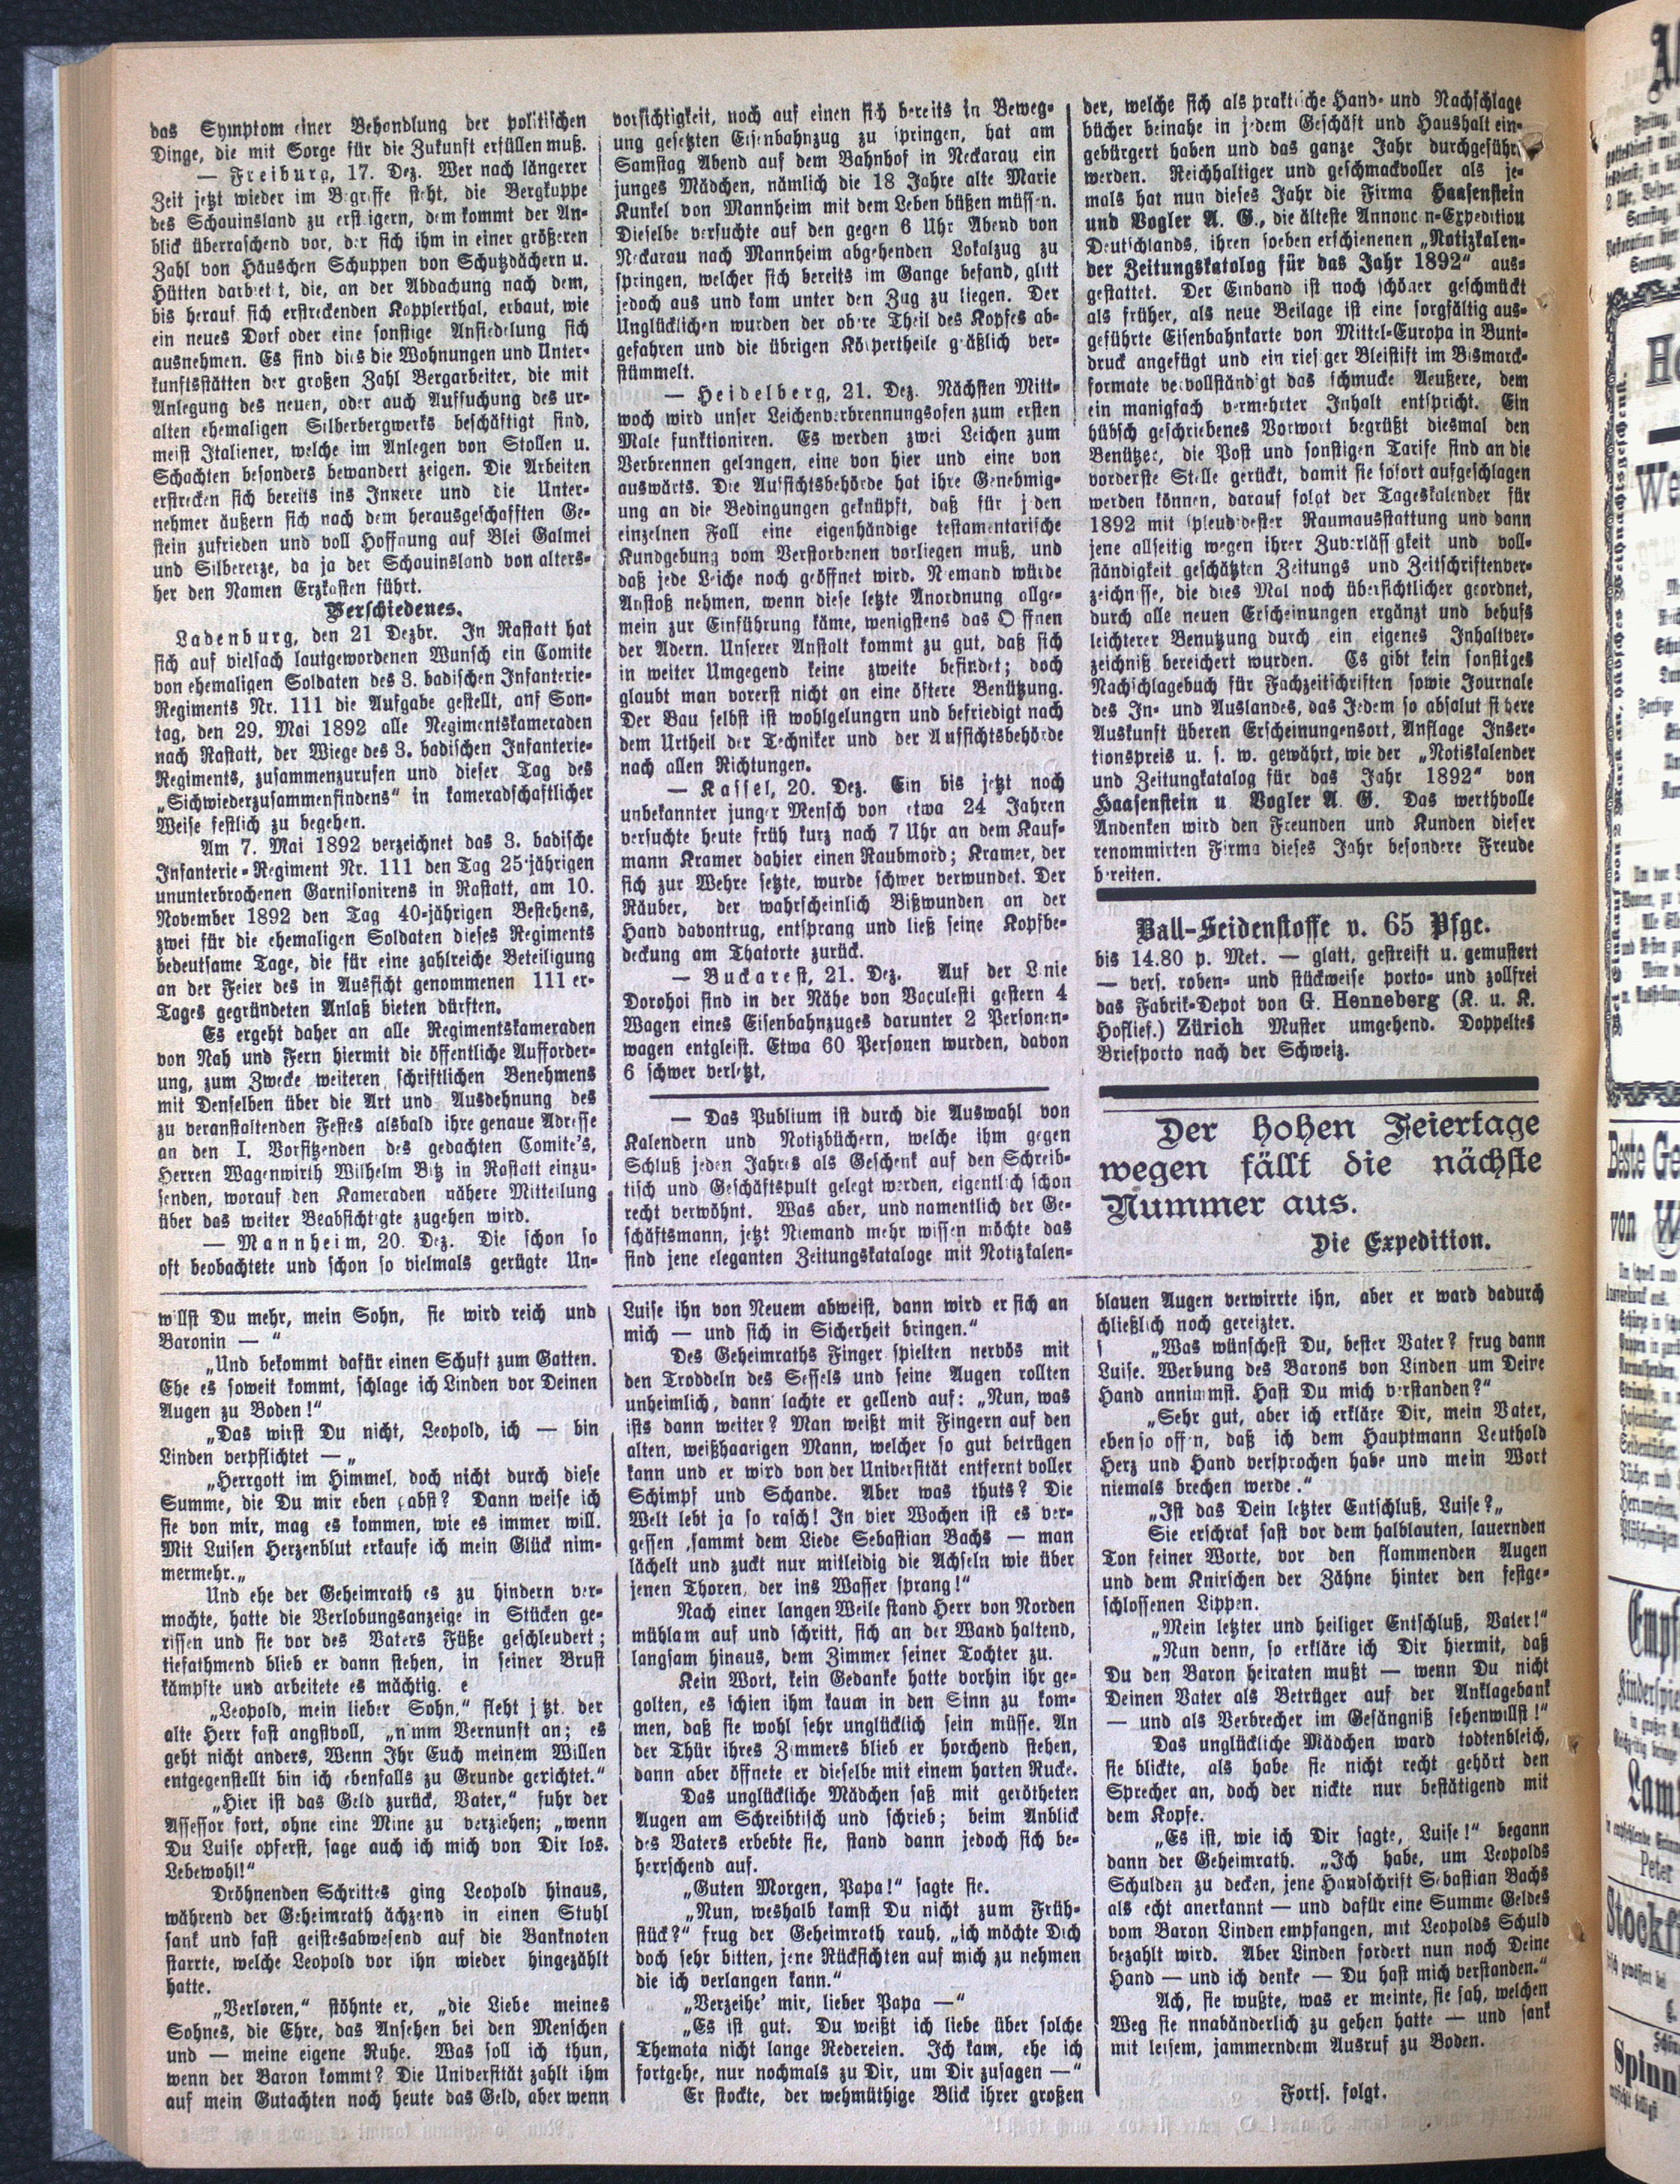 das Symptom einer Behandlung der politischen
Dinge, die mit Sorge für die Zukunft erfüllen muß.
— Freiburg, 17. Dez. Wer nach längerer
Zeit jetzt wieder im Begriffe steht, die Bergkuppe
des Schauinsland zu ersteigern, dem kommt der An-
blick überraschend vor, der sich ihm in einer größeren
Zahl von Häuschen Schuppen von Schutzdächern u.
Hütten darbietet, die, an der Abdachung nach dem,
bis herauf sich erstreckenden Kopplerthal, erbaut, wie
ein neues Dorf oder eine sonstige Ansiedelung sich
ausnehmen. Es sind dies die Wohnungen und Unter-
kunftsstätten der großen Zahl Bergarbeiter, die mit
Anlegung des neuen, oder auch Auffuchung des ur-
alten ehemaligen Silberbergwerks beschäftigt sind,
meist Italiener, welche im Anlegen von Stollen u.
Schachten besonders bewandert zeigen. Die Arbeiten
erstrecken sich bereits ins Innere und die Unter-
nehmer äußern sich nach dem herausgeschafften Ge-
stein zufrieden und voll Hoffnung auf Blei Galmei
und Silbererze, da ja der Schauinsland von alters-
her den Namen Erzkasten führt.
Verschiedenes.
Ladenburg, den 21 Dezbr. In Rastatt hat
sich auf vielfach lautgewordenen Wunsch ein Comite
von ehemaligen Soldaten des 3. badischen Infanterie-
Regiments Nr. 111 die Aufgabe gestellt, anf Son-
tag, den 29. Mai 1892 alle Regimentskameraden
nach Rastatt, der Wiege des 3. badischen Infanterie-
Regiments, zusammenzurufen und dieser Tag des
„Sichwiederzusammenfindens“ in kameradschaftlicher
Weise festlich zu begehen.
Am 7. Mai 1892 verzeichnet das 3. badische
Infanterie-Regiment Nr. 111 den Tag 25-jährigen
ununterbrochenen Garnisonirens in Rastatt, am 10.
November 1892 den Tag 40-jährigen Bestehens,
zwei für die ehemaligen Soldaten dieses Regiments
bedeutsame Tage, die für eine zahlreiche Beteiligung
an der Feier des in Aussicht genommenen 111 er-
Tages gegründeten Anlaß bieten dürften.
Es ergeht daher an alle Regimentskameraden
von Nah und Fern hiermit die öffentliche Aufforder-
ung, zum Zwecke weiteren schriftlichen Benehmens
mit Denselben über die Art und Ausdehnung des
zu veranstaltenden Festes alsbald ihre genaue Adresse
an den I. Vorsitzenden des gedachten Comite's,
Herren Wagenwirth Wilhelm Bitz in Rastatt einzu-
senden, worauf den Kameraden nähere Mitteilung
über das weiter Beabsichtigte zugehen wird.
— Mannheim, 20. Dez. Die schon so
oft beobachtete und schon so vielmals gerügte Un-
vorsichtigkeit, noch auf einen sich bereits in Beweg-
ung gesetzten Eisenbahnzug zu springen, hat am
Samstag Abend auf dem Bahnhof in Neckarau ein
junges Mädchen, nämlich die 18 Jahre alte Marie
Kunkel von Mannheim mit dem Leben büßen müssen.
Dieselbe versuchte auf den gegen 6 Uhr Abend von
Neckarau nach Mannheim abgehenden Lokalzug zu
springen, welcher sich bereits im Gange befand, glitt
jedoch aus und kam unter den Zug zu liegen. Der
Unglücklichen wurden der obere Theil des Kopfes ab-
gefahren und die übrigen Körpertheile gräßlich ver-
stümmelt.
— Heidelberg, 21. Dez. Nächsten Mitt-
woch wird unser Leichenverbrennungsofen zum ersten
Male funktioniren. Es werden zwei Leichen zum
Verbrennen gelangen, eine von hier und eine von
auswärts. Die Aufsichtsbehörde hat ihre Genehmig-
ung an die Bedingungen geknüpft, daß für jeden
einzelnen Fall eine eigenhändige testamentarische
Kundgebung vom Verstorbenen vorliegen muß, und
daß jede Leiche noch geöffnet wird. Niemand würde
Anstoß nehmen, wenn diese letzte Anordnung allge-
mein zur Einführung käme, wenigstens das Oeffnen
der Adern. Unserer Anstalt kommt zu gut, daß sich
in weiter Umgegend keine zweite befindet; doch
glaubt man vorerst nicht an eine öftere Benützung.
Der Bau selbst ist wohlgelungrn und befriedigt nach
dem Urtheil der Techniker und der Aufsichtsbehörde
nach allen Richtungen.
— Kassel, 20. Dez. Ein bis jetzt noch
unbekannter junger Mensch von etwa 24 Jahren
versuchte heute früh kurz nach 7 Uhr an dem Kauf-
mann Kramer dahier einen Raubmord; Kramer, der
sich zur Wehre setzte, wurde schwer verwundet. Der
Räuber, der wahrscheinlich Bißwunden an der
Hand davontrug, entsprang und ließ seine Kopfbe-
deckung am Thatorte zurück.
— Bukarest, 21. Dez. Auf der Linie
Dorohoi sind in der Nähe von Vaculesti gestern 4
Wagen eines Eisenbahnzuges darunter 2 Personen-
wagen entgleist. Etwa 60 Personen wurden, davon
6 schwer verletzt,
— Das Publium ist durch die Auswahl von
Kalendern und Notizbüchern, welche ihm gegen
Schluß jeden Jahres als Geschenk auf den Schreib-
tisch und Geschäftspult gelegt werden, eigentlich schon
recht verwöhnt. Was aber, und namentlich der Ge-
schäftsmann, jetzt Niemand mehr wissen möchte das
sind jene eleganten Zeitungskataloge mit Notizkalen-
der, welche sich als praktische Hand- und Nachschlage
bücher beinahe in jedem Geschäft und Haushalt ein-
gebürgert haben und das ganze Jahr durchgeführt
werden. Reichhaltiger und geschmackvoller als je-
mals hat nun dieses Jahr die Firma Haasenstein
und Vogler A. G., die älteste Annoncen-Expedition
Deutschlands, ihren soeben erschienenen „Notizkalen-
der Zeitungskatolog für das Jahr 1892“ aus-
gestattet. Der Einband ist noch schöner geschmückt
als früher, als neue Beilage ist eine sorgfältig aus-
geführte Eisenbahnkarte von Mittel-Europa in Bunt-
druck angefügt und ein riesiger Bleistift im Bismarck-
formate vervollständigt das schmucke Aeußere, dem
ein manigfach vermehrter Inhalt entspricht. Ein
hübsch geschriebenes Vorwort begrüßt diesmal den
Benützer, die Post und sonstigen Tarife sind an die
vorderste Stelle gerückt, damit sie sofort aufgeschlagen
werden können, darauf folgt der Tageskalender für
1892 mit spleudidester Raumausstattung und dann
jene allseitig wegen ihrer Zuverlässigkeit und voll-
ständigkeit geschätzten Zeitungs und Zeitschriftenver-
zeichnisse, die dies Mal noch übersichtlicher geordnet,
durch alle neuen Erscheinungen ergänzt und behufs
leichterer Benutzung durch ein eigenes Inhaltver-
zeichniß bereichert wurden. Es gibt kein sonstiges
Nachschlagebuch für Fachzeitschriften sowie Journale
des In- und Auslandes, das Jedem so absolut sichere
Auskunft überen Erscheinungensort, Anflage Inser-
tionspreis u. s. w. gewährt, wie der „Notiskalender
und Zeitungkatalog für das Jahr 1892“ von
Haasenstein u Vogler A. G. Das werthvolle
Andenken wird den Freunden und Kunden dieser
renommirten Firma dieses Jahr besondere Freude
bereiten.
Ball-Seidenstoffe v. 65 Pfge.
bis 14.80 p. Met. — glatt, gestreift u. gemustert
— vers. roben- und stückweise porto- und zollfrei
das Fabrik-Depot von G. Henneberg (K. u. K.
Hoflief.) Zürich Muster umgehend. Doppeltes
Briefporto nach der Schweiz.
Der hohen Feiertage
wegen fällt die nächste
Nummer aus.
Die Expedition.
willst Du mehr, mein Sohn, sie wird reich und
Baronin — “
„Und bekommt dafür einen Schuft zum Gatten.
Ehe es soweit kommt, schlage ich Linden vor Deinen
Augen zu Boden!“
„Das wirst Du nicht, Leopold, ich — bin
Linden verpflichtet — „
„Herrgott im Himmel, doch nicht durch diese
Summe, die Du mir eben gabst? Dann weise ich
sie von mir, mag es kommen, wie es immer will.
Mit Luisen Herzenblut erkaufe ich mein Glück nim-
mermehr.„
Und ehe der Geheimrath es zu hindern ver-
mochte, hatte die Verlobungsanzeige in Stücken ge-
rissen und sie vor des Vaters Füße geschleudert;
tiefathmend blieb er dann stehen, in seiner Brust
kämpfte und arbeitete es mächtig. e
„Leopold, mein lieber Sohn,“ fleht jetzt der
alte Herr fast angstvoll, „nimm Vernunft an; es
geht nicht anders, Wenn Ihr Euch meinem Willen
entgegenstellt bin ich ebenfalls zu Grunde gerichtet.“
„Hier ist das Geld zurück, Vater,“ fuhr der
Assessor fort, ohne eine Mine zu verziehen; „wenn
Du Luise opferst, sage auch ich mich von Dir los.
Lebewohl!“
Dröhnenden Schrittes ging Leopold hinaus,
während der Geheimrath ächzend in einen Stuhl
sank und fast geistesabwesend auf die Banknoten
starrte, welche Leopold vor ihn wieder hingezählt
hatte.
„Verloren,“ stöhnte er, „die Liebe meines
Sohnes, die Ehre, das Ansehen bei den Menschen
und — meine eigene Ruhe. Was soll ich thun,
wenn der Baron kommt? Die Universität zahlt ihm
auf mein Gutachten noch heute das Geld, aber wenn
Luise ihn von Neuem abweist, dann wird er sich an
mich — und sich in Sicherheit bringen.“
Des Geheimraths Finger spielten nervös mit
den Troddeln des Sessels und seine Augen rollten
unheimlich, dann lachte er gellend auf: „Nun, was
ists dann weiter? Man weißt mit Fingern auf den
alten, weißhaarigen Mann, welcher so gut betrügen
kann und er wird von der Universität entfernt voller
Schimpf und Schande. Aber was thuts? Die
Welt lebt ja so rasch! In vier Wochen ist es ver-
gessen ,sammt dem Liede Sebastian Bachs — man
lächelt und zuckt nur mitleidig die Achseln wie über
jenen Thoren, der ins Wasser sprang!“
Nach einer langen Weile stand Herr von Norden
mühlam auf und schritt, sich an der Wand haltend,
langsam hinaus, dem Zimmer seiner Tochter zu.
Kein Wort, kein Gedanke hatte vorhin ihr ge-
golten, es schien ihm kaum in den Sinn zu kom-
men, daß sie wohl sehr unglücklich sein müsse. An
der Thür ihres Zimmers blieb er horchend stehen,
dann aber öffnete er dieselbe mit einem harten Rucke.
Das unglückliche Mädchen saß mit gerötheten
Augen am Schreibtisch und schrieb; beim Anblick
des Vaters erbebte sie, stand dann jedoch sich be-
herrschend auf.
„Guten Morgen, Papa!“ sagte sie.
„Nun, weshalb kamst Du nicht zum Früh-
stück?“ frug der Geheimrath rauh, „ich möchte Dich
doch sehr bitten, jene Rücksichten auf mich zu nehmen
die ich verlangen kann.“
„Verzeihe' mir, lieber Papa —“
„Es ist gut. Du weißt ich liebe über solche
Themata nicht lange Redereien. Ich kam, ehe ich
fortgehe, nur nochmals zu Dir, um Dir zusagen —“
Er stockte, der wehmüthige Blick ihrer großen
blauen Augen verwirrte ihn, aber er ward dadurch
schließlich noch gereizter.
„Was wünschest Du, bester Vater? frug dann
Luise. Werbung des Barons von Linden um Deine
Hand annimmst. Hast Du mich verstanden?“
„Sehr gut, aber ich erkläre Dir, mein Vater,
ebenso offen, daß ich dem Hauptmann Leuthold
Herz und Hand versprochen habe und mein Wort
niemals brechen werde.“
„Ist das Dein letzter Entschluß, Luise?„
Sie erschrak fast vor dem halblauten, lauernden
Ton seiner Worte, vor den flammenden Augen
und dem Knirschen der Zähne hinter den festge-
schlossenen Lippen.
„Mein letzter und heiliger Entschluß, Vater!“
„Nun denn, so erkläre ich Dir hiermit, daß
Du den Baron heiraten mußt — wenn Du nicht
Deinen Vater als Betrüger auf der Anklagebank
— und als Verbrecher im Gefängniß sehenwillst!“
Das unglückliche Mädchen ward todtenbleich,
sie blickte, als habe sie nicht recht gehört den
Sprecher an, doch der nickte nur bestätigend mit
dem Kopfe.
„Es ist, wie ich Dir sagte, Luise!“ begann
dann der Geheimrath. „Ich habe, um Leopolds
Schulden zu decken, jene Handschrift Sebastian Bachs
als echt anerkannt — und dafür eine Summe Geldes
vom Baron Linden empfangen, mit Leopolds Schuld
bezahlt wird. Aber Linden fordert nun noch Deine
Hand — und ich denke — Du hast mich verstanden.“
Ach, sie wußte, was er meinte, sie sah, welchen
Weg sie nnabänderlich zu gehen hatte — und sank
mit leisem, jammerndem Ausruf zu Boden.
Forts. folgt.